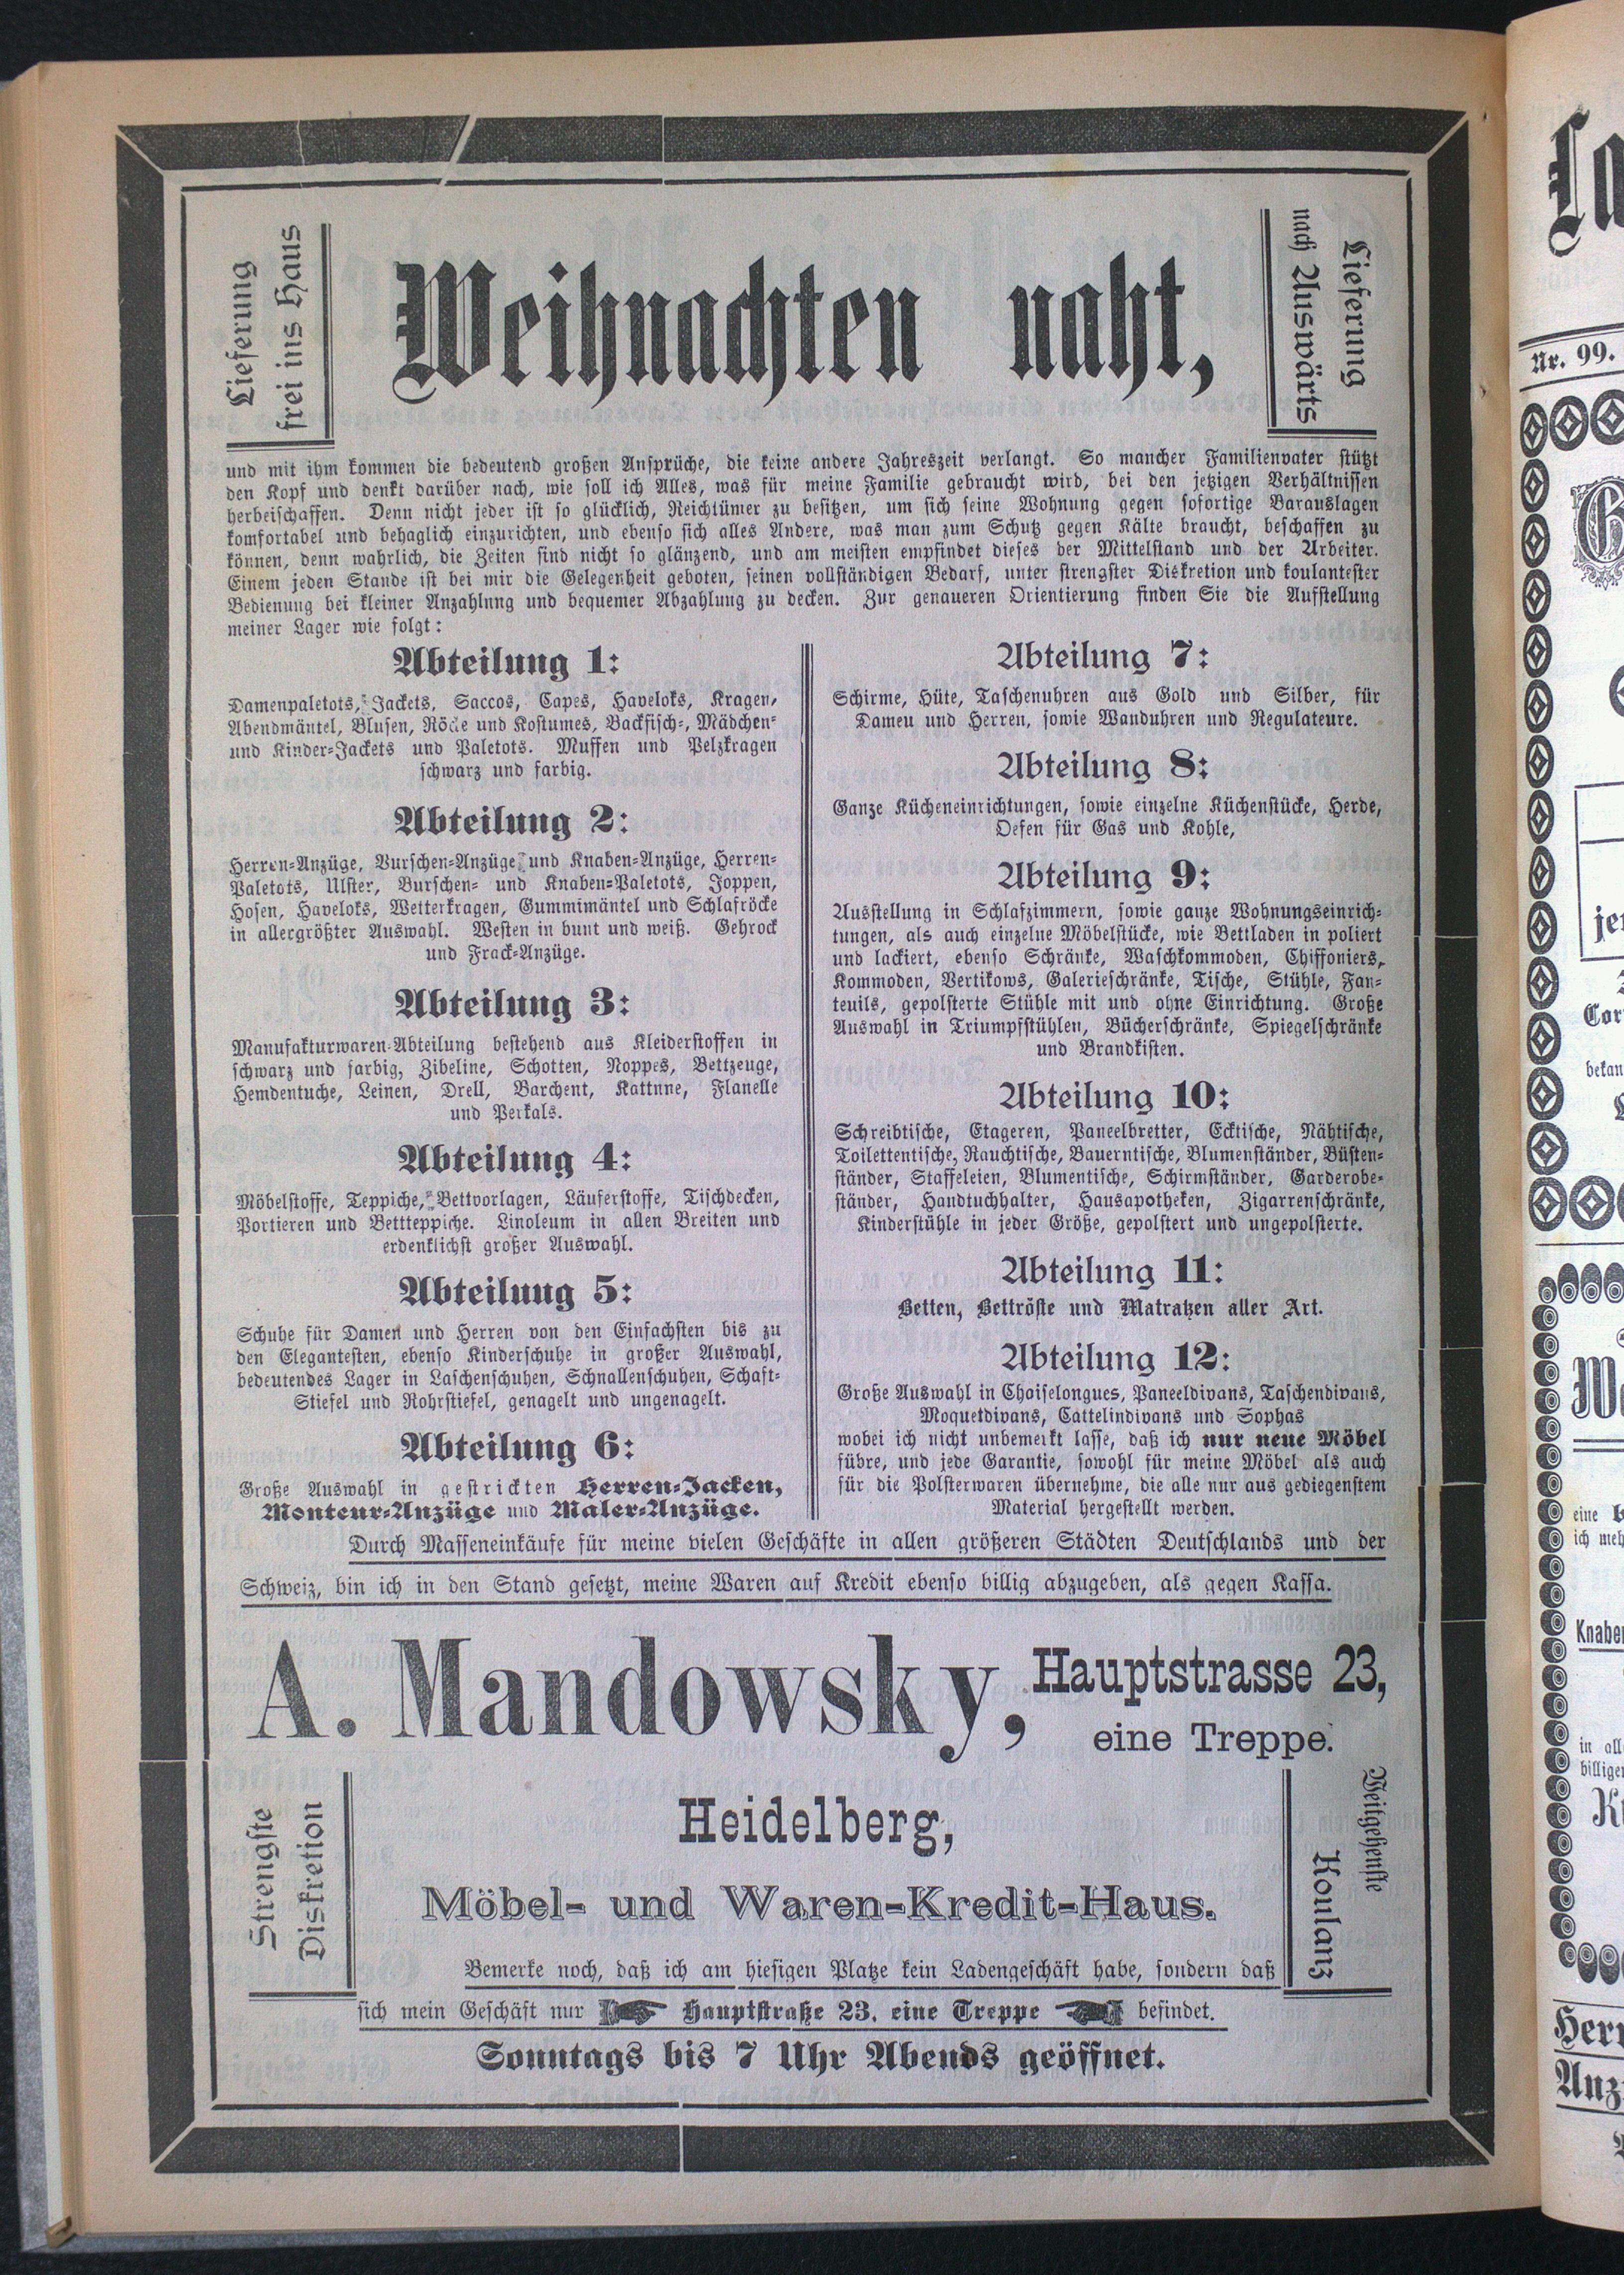 Lieferung
frei ins Haus
Weihnachten naht,
Lieferung
nach Auswärts
und mit ihm kommen die bedeutend großen Ansprüche, die keine andere Jahreszeit verlangt. So mancher Familienvater stützt
den Kopf und denkt darüber nach, wie soll ich Alles, was für meine Familie gebraucht wird, bei den jetzigen Verhältnissen
herbeischaffen. Denn nicht jeder ist so glücklich, Reichtümer zu besitzen, um sich seine Wohnung gegen sofortige Barauslagen
komfortabel und behaglich einzurichten, und ebenso sich alles Andere, was man zum Schutz gegen Kälte braucht, beschaffen zu
können, denn wahrlich, die Zeiten sind nicht so glänzend, und am meisten empfindet dieses der Mittelstand und der Arbeiter.
Einem jeden Stande ist bei mir die Gelegenheit geboten, seinen vollständigen Bedarf, unter strengster Diskretion und koulantester
Bedienung bei kleiner Anzahlung und bequemer Abzahlung zu decken. Zur genaueren Orientierung finden Sie die Aufstellung
meiner Lager wie folgt:
Abteilung 1:
Damenpaletots, Jackets, Saccos, Capes, Haveloks, Kragen,
Abendmäntel, Blusen, Röcke und Kostumes, Backfisch-, Mädchen-
und Kinder-Jackets und Paletots. Muffen und Pelzkragen
schwarz und farbig.
Abteilung 2:
Herren-Anzüge, Burschen-Anzüge und Knaben-Anzüge, Herren-
Paletots, Ulster, Burschen- und Knaben-Paletots, Joppen,
Hosen, Haveloks, Wetterkragen, Gummimäntel und Schlafröcke
in allergrößter Auswahl. Westen in bunt und weiß. Gehrock
und Frack-Anzüge.
Abteilung 3:
Manufakturwaren-Abteilung bestehend aus Kleiderstoffen in
schwarz und farbig, Zibeline, Schotten, Noppes, Bettzeuge,
Hemdentuche, Leinen, Drell, Barchent, Kattune, Flanelle
und Perkals.
Abteilung 4:
Möbelstoffe, Teppiche, Bettvorlagen, Läuferstoffe, Tischdecken,
Portieren und Bettteppiche. Linoleum in allen Breiten und
erdenklichst großer Auswahl.
Abteilung 5:
Schuhe für Damen und Herren von den Einfachsten bis zu
den Elegantesten, ebenso Kinderschuhe in großer Auswahl,
bedeutendes Lager in Laschenschuhen, Schnallenschuhen, Schaft-
Stiefel und Rohrstiefel, genagelt und ungenagelt.
Abteilung 6:
Große Auswahl in gestrickten Herren-Jacken,
Monteur-Anzüge und Maler-Anzüge.
Abteilung 7:
Schirme, Hüte, Taschenuhren aus Gold und Silber, für
Damen und Herren, sowie Wanduhren und Regulateure.
Abteilung 8:
Ganze Kücheneinrichtungen, sowie einzelne Küchenstücke, Herde,
Oefen für Gas und Kohle,
Abteilung 9:
Ausstellung in Schlafzimmern, sowie ganze Wohnungseinrich-
tungen, als auch einzelne Möbelstücke, wie Bettladen in poliert
und lackiert, ebenso Schränke, Waschkommoden, Chiffoniers,
Kommoden, Vertikows, Galerieschränke, Tische, Stühle, Fau-
teuils, gepolsterte Stühle mit und ohne Einrichtung. Große
Auswahl in Triumpfstühlen, Bücherschränke, Spiegelschränke
und Brandkisten.
Abteilung 10:
Schreibtische, Etageren, Paneelbretter, Ecktische, Nähtische,
Toilettentische, Rauchtische, Bauerntische, Blumenständer, Büsten-
ständer, Staffeleien, Blumentische, Schirmständer, Garderobe-
ständer, Handtuchhalter, Hausapotheken, Zigarrenschränke,
Kinderstühle in jeder Größe, gepolstert und ungepolsterte.
Abteilung 11:
Betten, Bettröste und Matratzen aller Art.
Abteilung 12:
Große Auswahl in Chaiselongues, Paneeldivans, Taschendivans,
Moquetdivans, Cattelindivans und Sophas
wobei ich nicht unbemerkt lasse, daß ich nur neue Möbel
führe, und jede Garantie, sowohl für meine Möbel als auch
für die Polsterwaren übernehme, die alle nur aus gediegenstem
Material hergestellt werden.
Durch Masseneinkäufe für meine vielen Geschäfte in allen größeren Städten Deutschlands und der
Schweiz, bin ich in den Stand gesetzt, meine Waren auf Kredit ebenso billig abzugeben, als gegen Kassa.
A. Mandowsky, Hauptstrasse 23,
eine Treppe.
Strengste
Diskretion
Heidelberg,
Möbel- und Waren-Kredit-Haus.
Weitgehenste
Koulanz
Bemerke noch, daß ich am hiesigen Platze kein Ladengeschäft habe, sondern daß
sich mein Geschäft nur Hauptstraße 23, eine Treppe befindet.
Sonntags bis 7 Uhr Abends geöffnet.
Nr. 99.